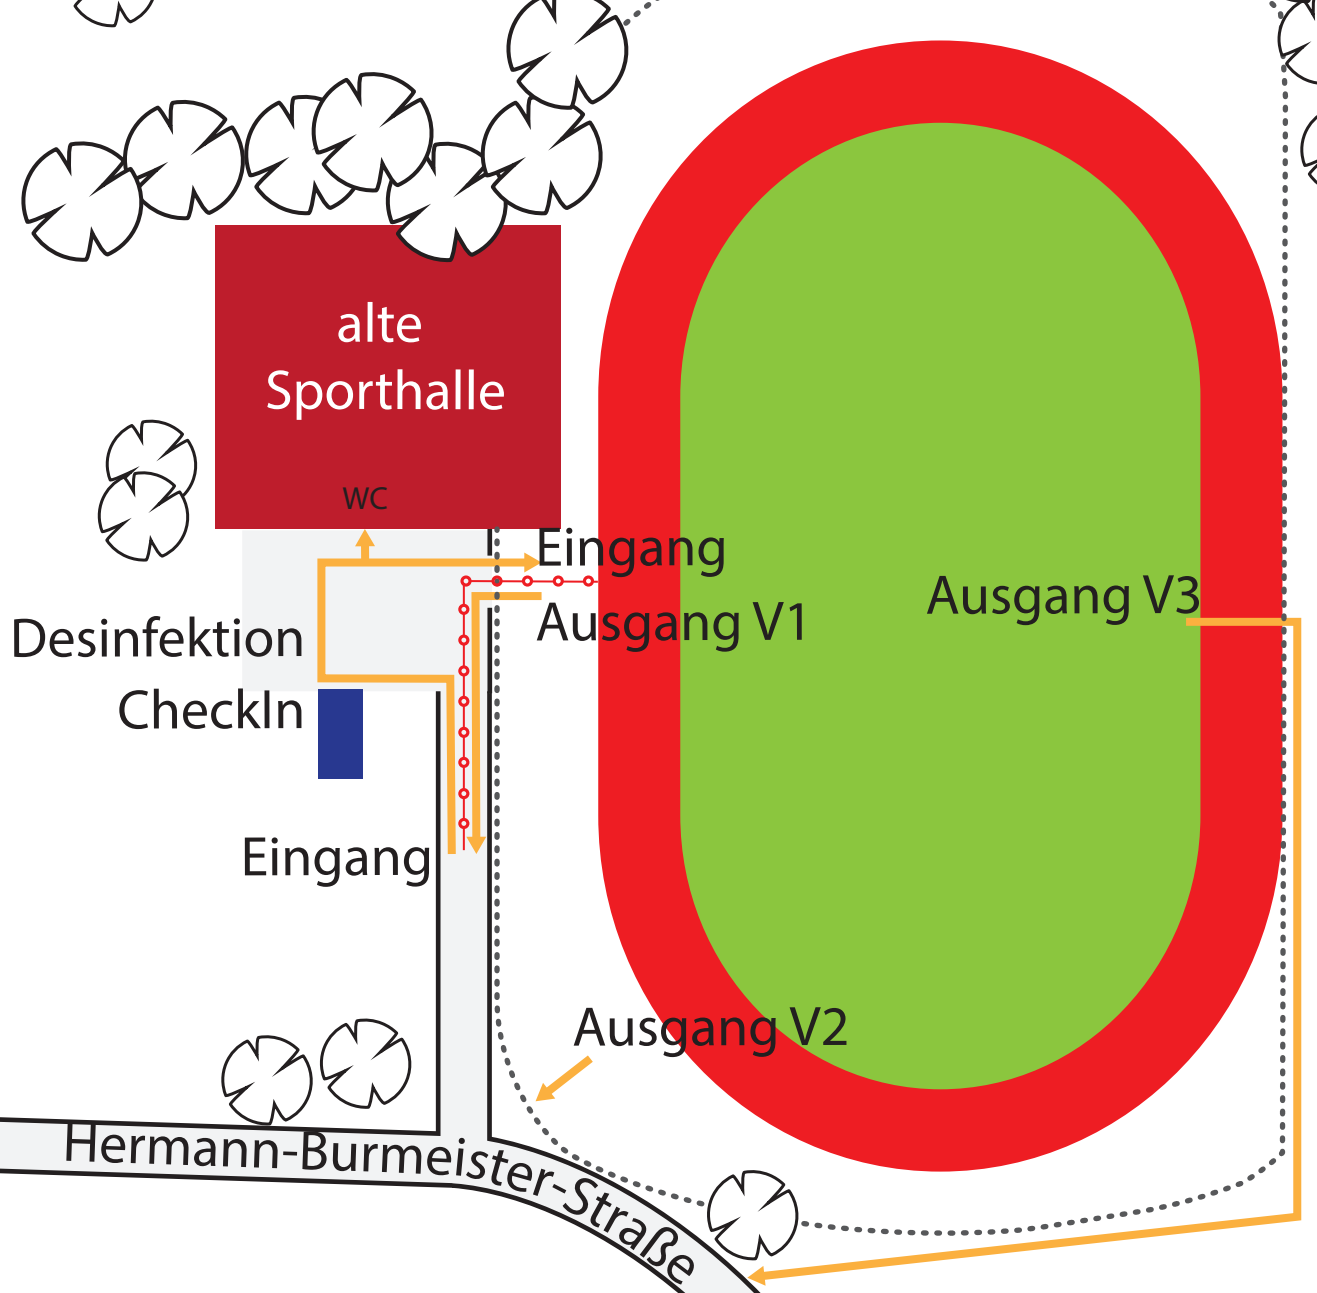 alte
Sporthalle
WC
Eingang
Ausgang V3
Ausgang V1
Desinfektion
CheckIn
Eingang
Ausgang V2
Hermann-Burmeister-Straße